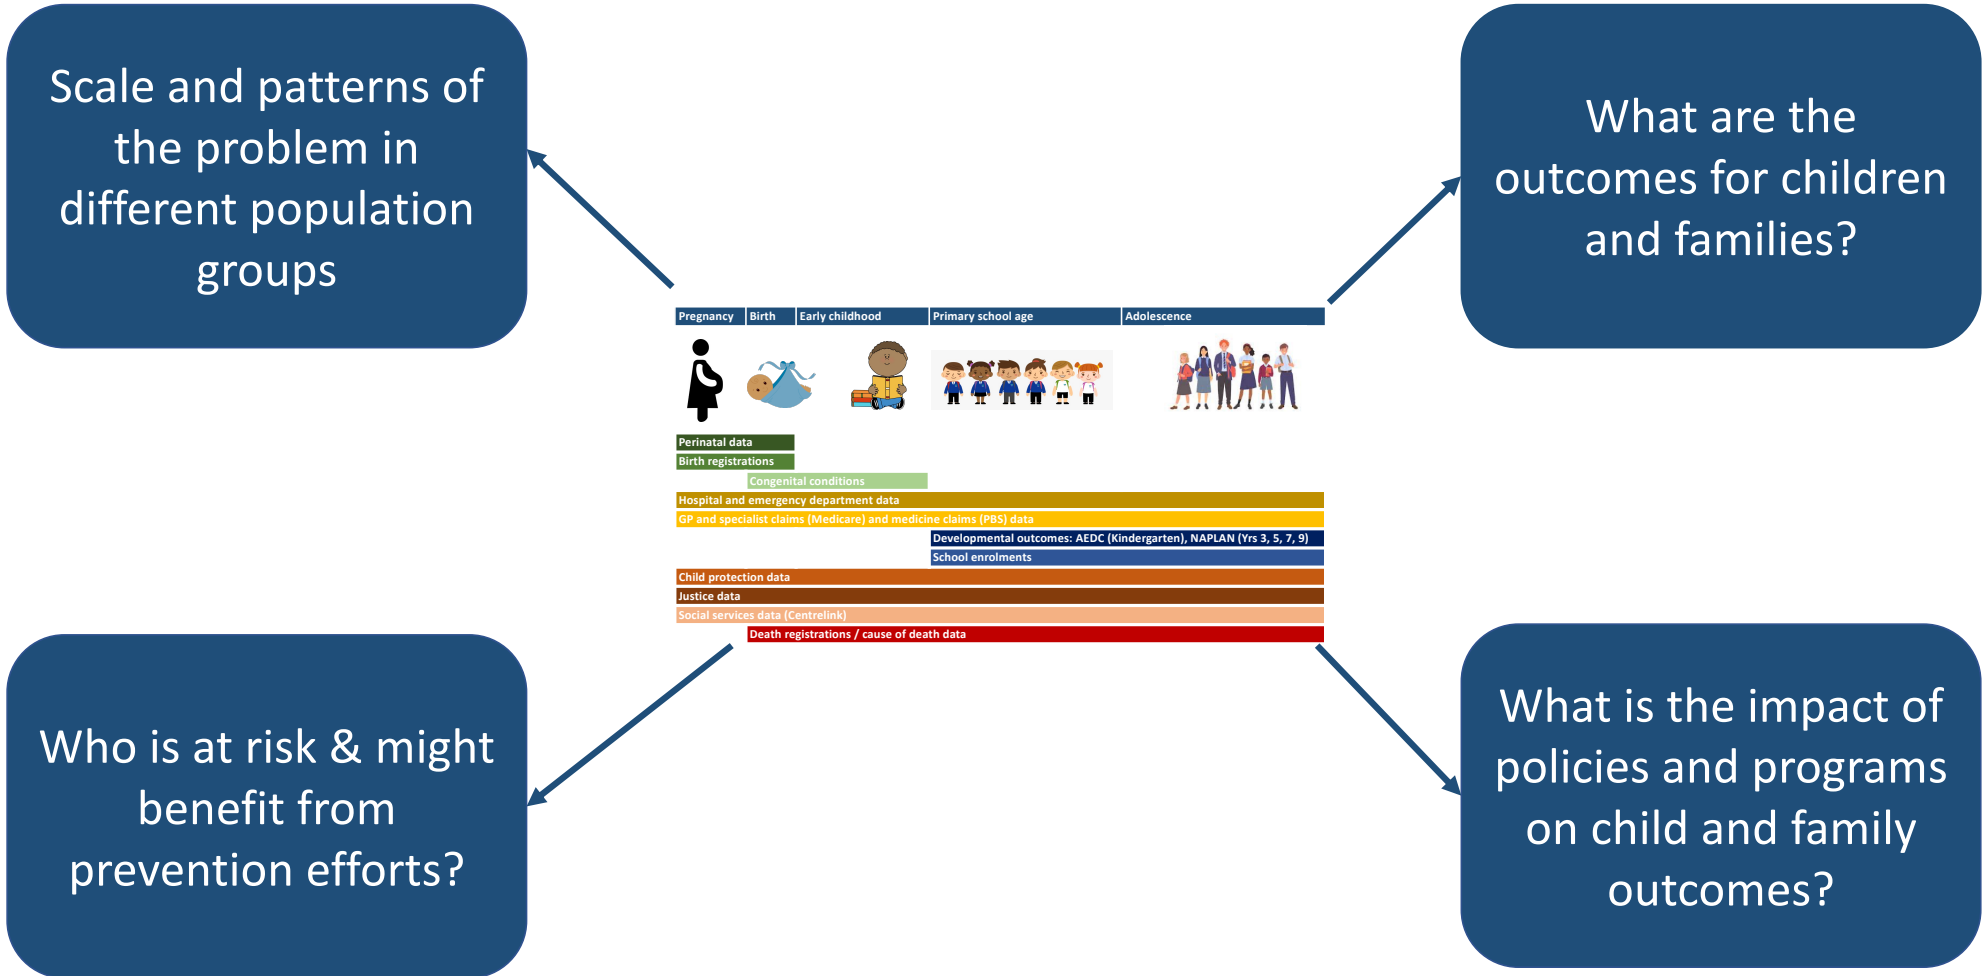 Scale and patterns of
the problem in
different population
groups
What are the
outcomes for children
and families?
Pregnancy
Birth
Early childhood
Primary school age
Adolescence
Perinatal data
Birth registrations
Congenital conditions
Hospital and emergency department data
GP and specialist claims (Medicare) and medicine claims (PBS) data
Developmental outcomes: AEDC (Kindergarten), NAPLAN (Yrs 3, 5, 7, 9)
School enrolments
Child protection data
Justice data
Social services data (Centrelink)
Death registrations / cause of death data
Who is at risk & might
benefit from
prevention efforts?
What is the impact of
policies and programs
on child and family
outcomes?